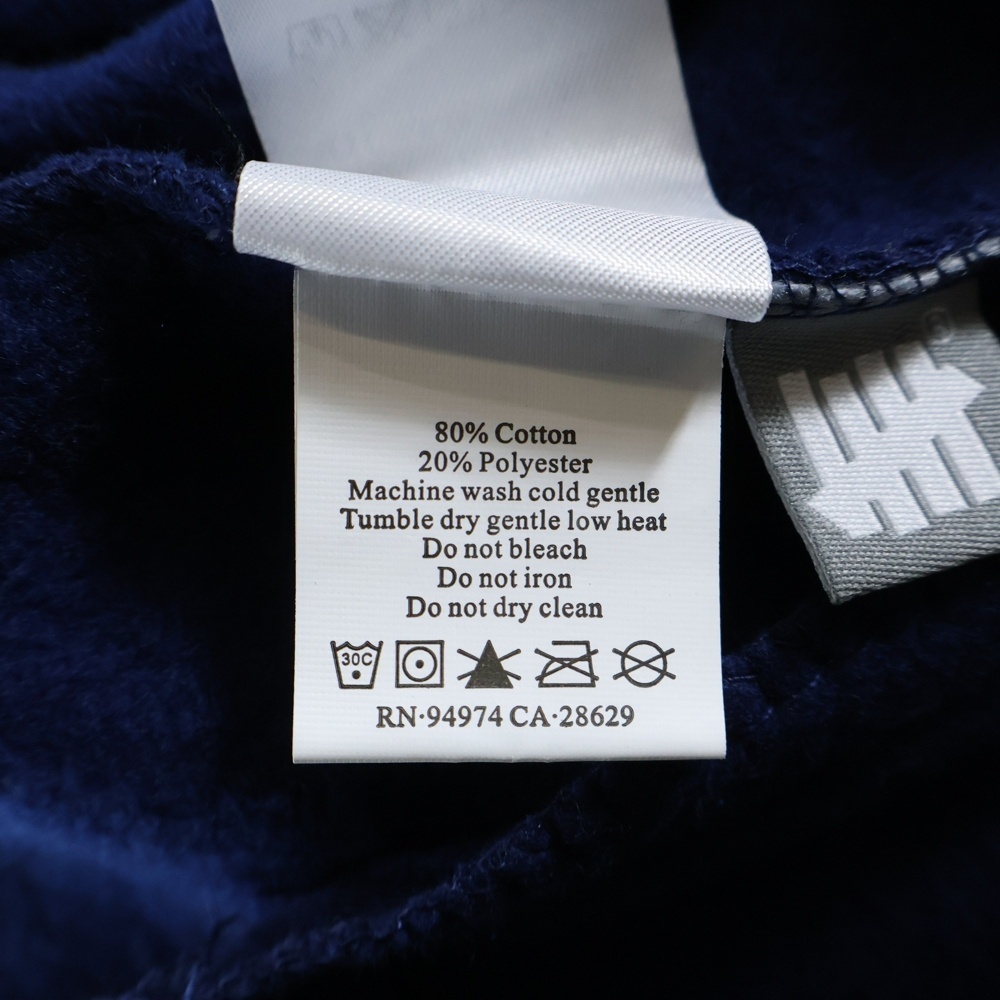 80% Cotton
20% Polyester
Machine wash cold gentle
Tumble dry gentle low heat
Do not bleach
Do not iron
Do not dry clean
30C
RN·94974 CA·28629